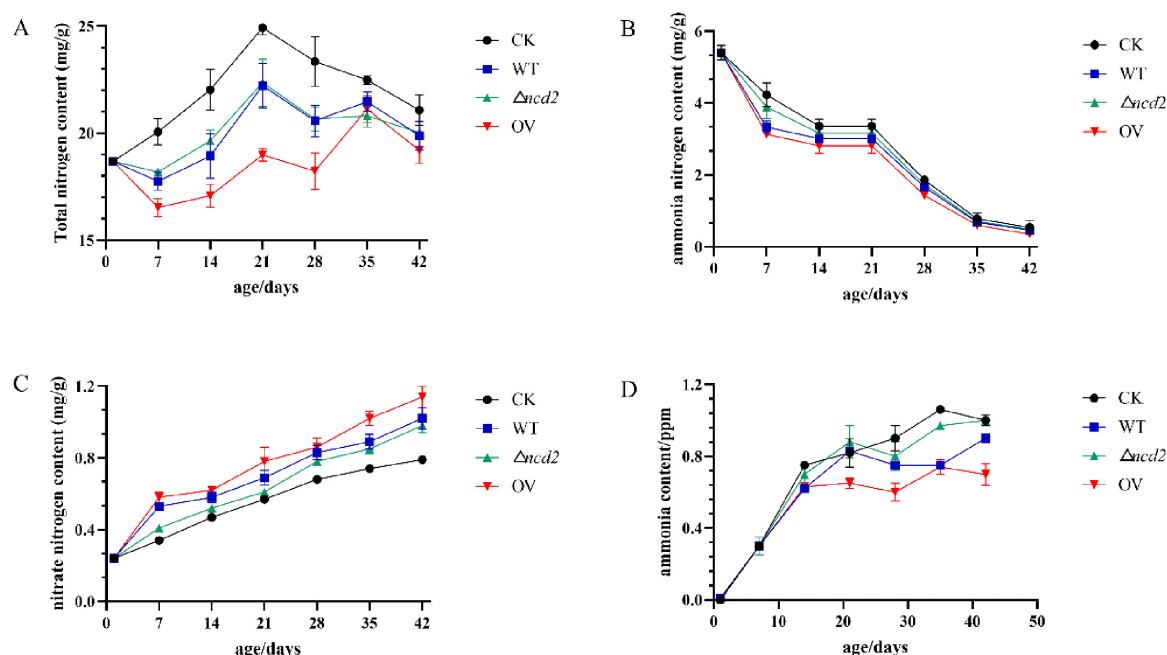 A
Total nitrogen content (mg/g)
25
20
15
0 7 14 21 28 35 42
age/days
CK
WT
Δncd2
OV
B
ammonia nitrogen content (mg/g)
6
4
2
0
0 7 14 21 28 35 42
age/days
CK
WT
Δncd2
OV
C
nitrate nitrogen content (mg/g)
1.2
0.8
0.4
0.0
0 7 14 21 28 35 42
age/days
CK
WT
Δncd2
OV
D
ammonia content/ppm
1.2
0.8
0.4
0.0
0 10 20 30 40 50
age/days
CK
WT
Δncd2
OV